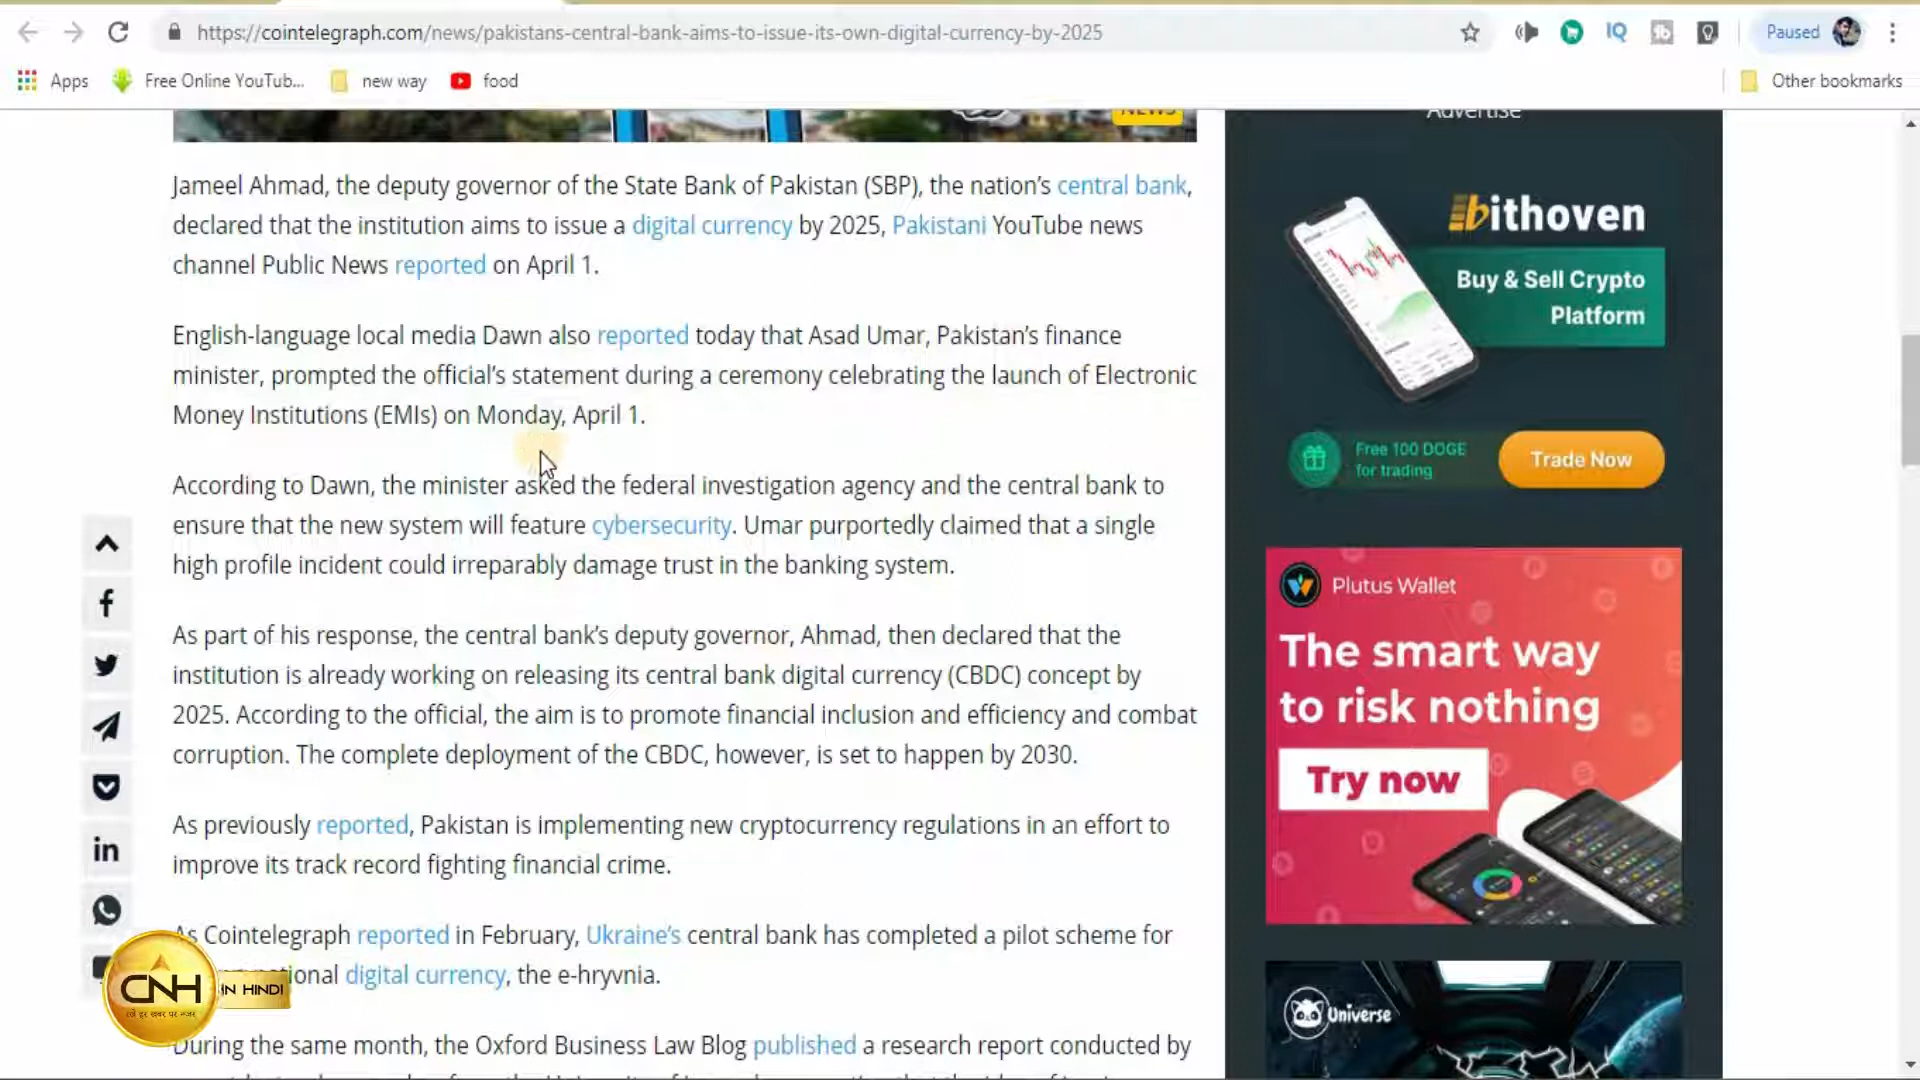 https://cointelegraph.com/news/pakistans-central-bank-aims-to-issue-its-own-digital-currency-by-2025
IQ
Paused
Apps
Free Online YouTub...
new way
food
Other bookmarks
NEWS
Jameel Ahmad, the deputy governor of the State Bank of Pakistan (SBP), the nation's central bank,
declared that the institution aims to issue a digital currency by 2025, Pakistani YouTube news
channel Public News reported on April 1.
English-language local media Dawn also reported today that Asad Umar, Pakistan's finance
minister, prompted the official's statement during a ceremony celebrating the launch of Electronic
Money Institutions (EMIs) on Monday, April 1.
According to Dawn, the minister asked the federal investigation agency and the central bank to
ensure that the new system will feature cybersecurity. Umar purportedly claimed that a single
high profile incident could irreparably damage trust in the banking system.
As part of his response, the central bank's deputy governor, Ahmad, then declared that the
institution is already working on releasing its central bank digital currency (CBDC) concept by
2025. According to the official, the aim is to promote financial inclusion and efficiency and combat
corruption. The complete deployment of the CBDC, however, is set to happen by 2030.
As previously reported, Pakistan is implementing new cryptocurrency regulations in an effort to
improve its track record fighting financial crime.
As Cointelegraph reported in February, Ukraine's central bank has completed a pilot scheme for
digital currency, the e-hryvnia.
During the same month, the Oxford Business Law Blog published a research report conducted by
Advertise
bithoven
Buy & Sell Crypto
Platform
Free 100 DOGE
for trading
Trade Now
Plutus Wallet
The smart way
to risk nothing
Try now
Universe
CNH
IN HINDI